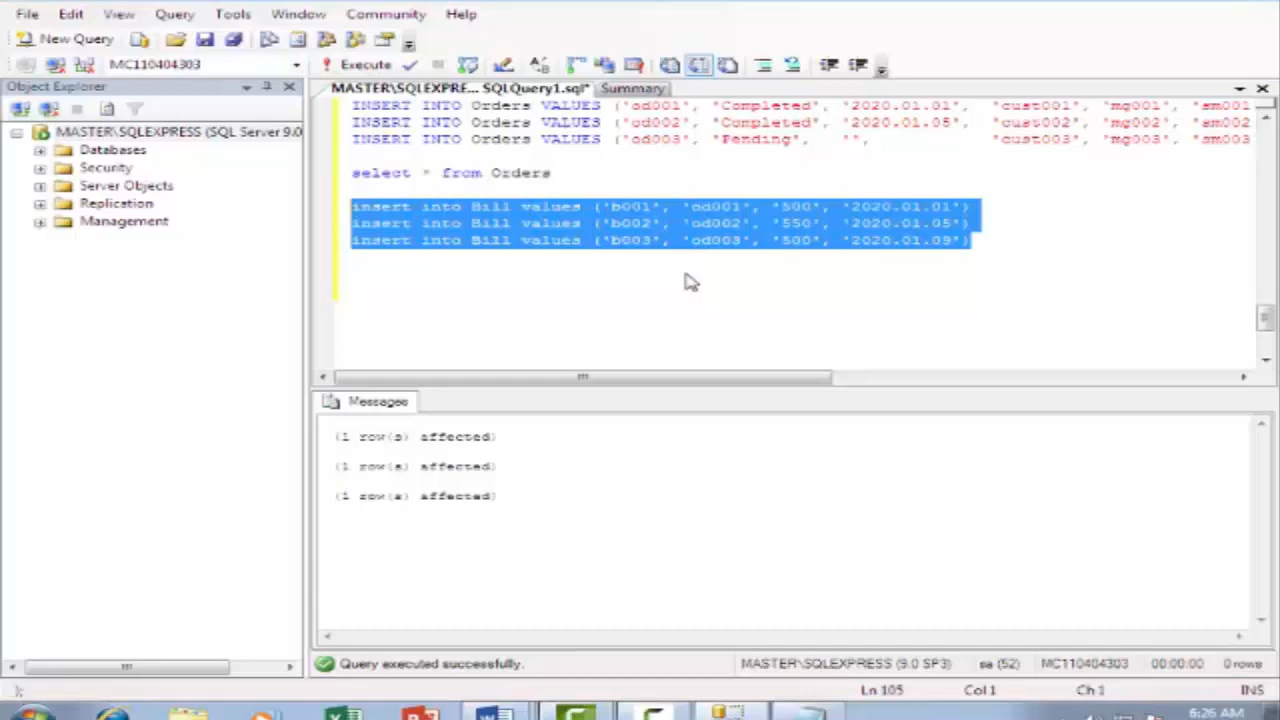 File Edit View Query Tools Window Community Help
New Query
MC110404303 Execute
Object Explorer
MASTER\SQLEXPRESS (SQL Server 9.0
Databases
Security
Server Objects
Replication
Management
MASTER\SQLEXPRE... SQLQuery1.sql* Summary
INSERT INTO Orders VALUES ('od001', 'Completed', '2020.01.01', 'cust001', 'mg001', 'sm001
INSERT INTO Orders VALUES ('od002', 'Completed', '2020.01.05', 'cust002', 'mg002', 'sm002
INSERT INTO Orders VALUES ('od003', 'Pending', '', 'cust003', 'mg003', 'sm003
select * from Orders
insert into Bill values ('b001', 'od001', '500', '2020.01.01')
insert into Bill values ('b002', 'od002', '550', '2020.01.05')
insert into Bill values ('b003', 'od003', '500', '2020.01.09')
Messages
(1 row(s) affected)
(1 row(s) affected)
(1 row(s) affected)
Query executed successfully. MASTER\SQLEXPRESS (9.0 SP3) sa (52) MC110404303 00:00:00 0 rows
Ln 105 Col 1 Ch 1 INS
6:26 AM